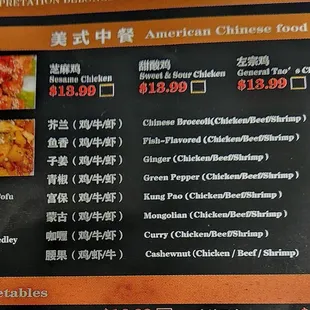 美式中餐 American Chinese food
芝麻鸡 甜酸鸡 左宗鸡
Sesame Chicken Sweet & Sour Chicken General Tao's C
$13.99 $13.99 $13.99
芥兰（鸡/牛/虾） Chinese Broccoli(Chicken/Beef/Shrimp)
鱼香（鸡/牛/虾） Fish-Flavored (Chicken/Beef/Shrimp)
子姜（鸡/牛/虾） Ginger (Chicken/Beef/Shrimp)
青椒（鸡/牛/虾） Green Pepper (Chicken/Beef/Shrimp)
宫保（鸡/牛/虾） Kung Pao (Chicken/Beef/Shrimp)
蒙古（鸡/牛/虾） Mongolian (Chicken/Beef/Shrimp)
咖喱（鸡/牛/虾） Curry (Chicken/Beef/Shrimp)
腰果（鸡/牛/虾） Cashewnut (Chicken / Beef / Shrimp)
ofu
edley
etables